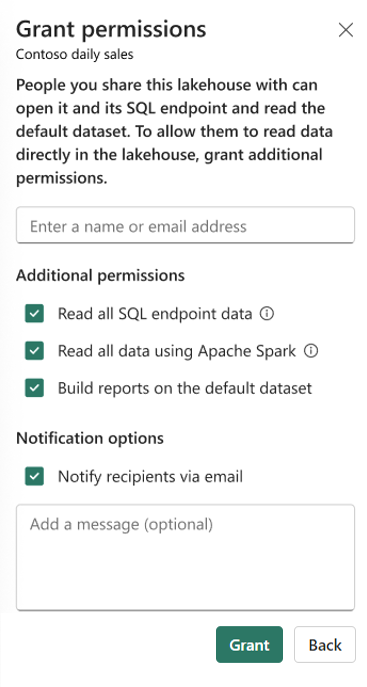 Grant permissions
Contoso daily sales
People you share this lakehouse with can
open it and its SQL endpoint and read the
default dataset. To allow them to read data
directly in the lakehouse, grant additional
permissions.
Enter a name or email address
Additional permissions
Read all SQL endpoint data
Read all data using Apache Spark
Build reports on the default dataset
Notification options
Notify recipients via email
Add a message (optional)
Grant Back